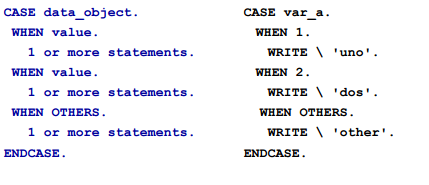 CASE data_object.
WHEN value.
1 or more statements.
WHEN value.
1 or more statements.
WHEN OTHERS.
1 or more statements.
ENDCASE.
CASE var_a.
WHEN 1.
WRITE \ 'uno'.
WHEN 2.
WRITE \ 'dos'.
WHEN OTHERS.
WRITE \ 'other'.
ENDCASE.